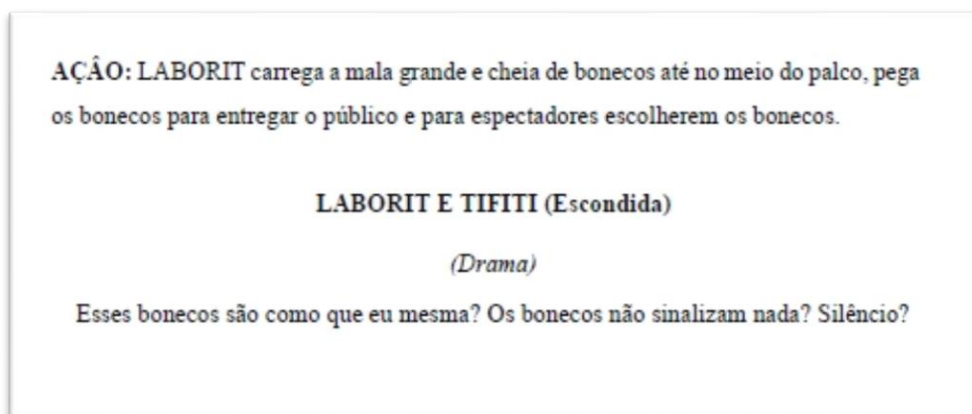 AÇÂO: LABORIT carrega a mala grande e cheia de bonecos até no meio do palco, pega
os bonecos para entregar o público e para espectadores escolherem os bonecos.
LABORIT E TIFITI (Escondida)
(Drama)
Esses bonecos são como que eu mesma? Os bonecos não sinalizam nada? Silêncio?